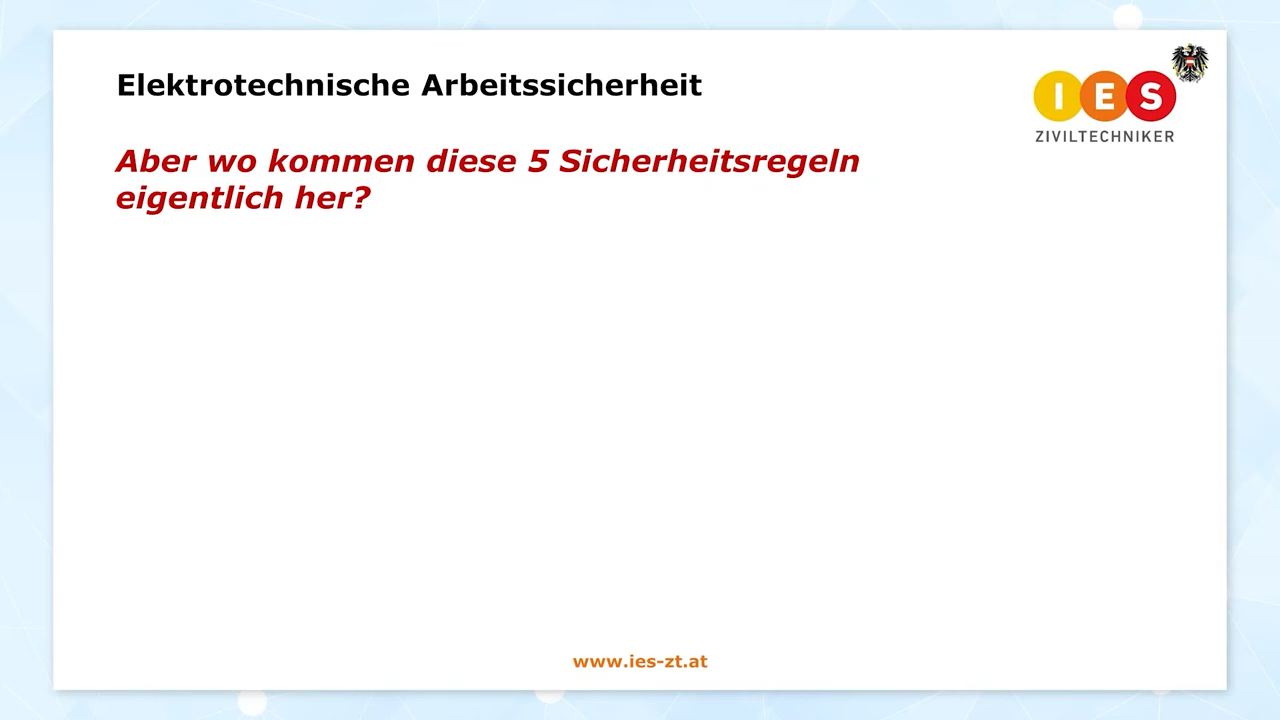 Elektrotechnische Arbeitssicherheit
I E S
ZIVILTECHNIKER
Aber wo kommen diese 5 Sicherheitsregeln
eigentlich her?
www.ies-zt.at